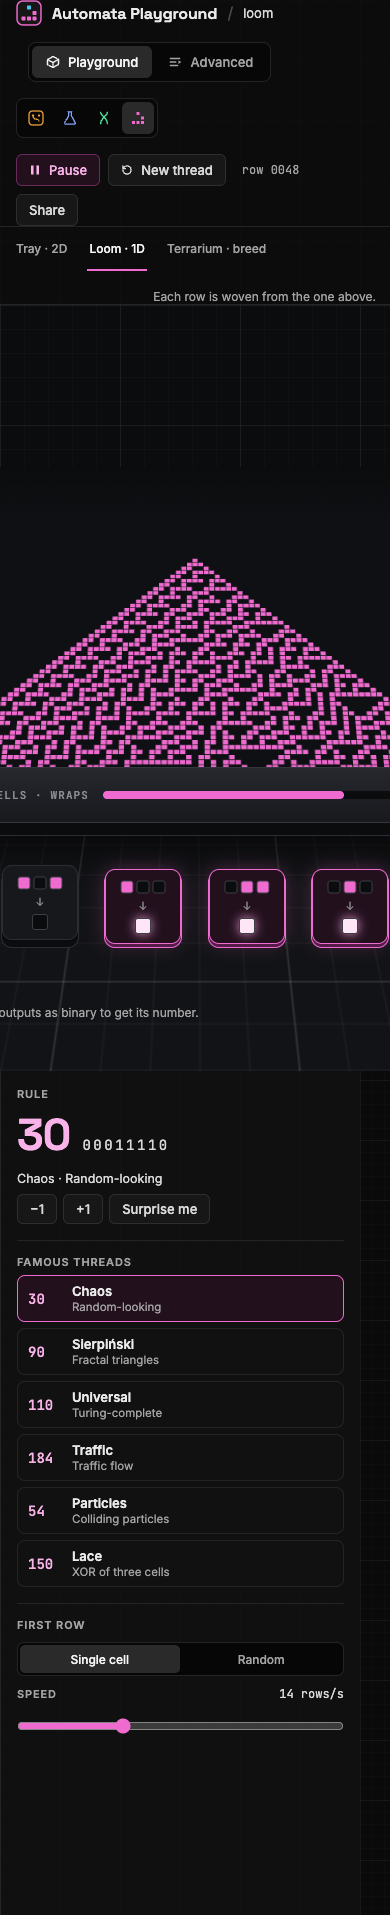 Automata Playground / loom
Playground
Advanced
Pause
New thread
row 0048
Share
Tray · 2D
Loom · 1D
Terrarium · breed
Each row is woven from the one above.
ELLS · WRAPS
outputs as binary to get its number.
RULE
30 00011110
Chaos · Random-looking
−1
+1
Surprise me
FAMOUS THREADS
30 Chaos
Random-looking
90 Sierpiński
Fractal triangles
110 Universal
Turing-complete
184 Traffic
Traffic flow
54 Particles
Colliding particles
150 Lace
XOR of three cells
FIRST ROW
Single cell
Random
SPEED
14 rows/s